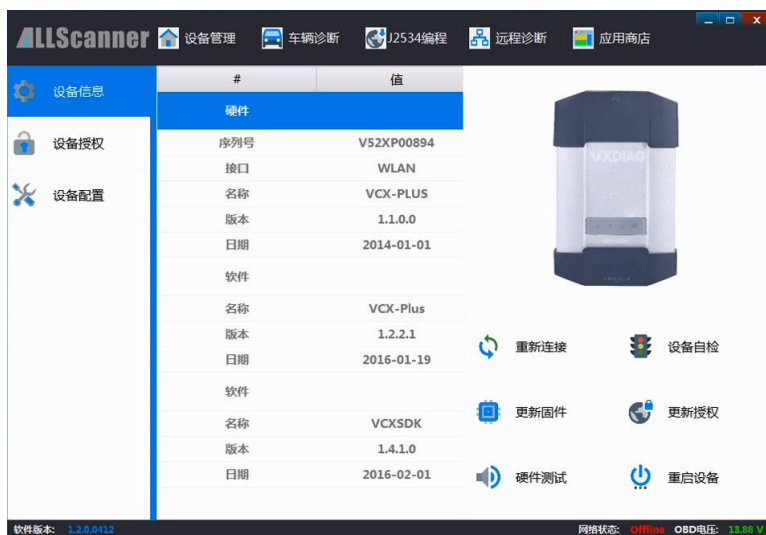 ALLScanner 设备管理 车辆诊断 J2534编程 远程诊断 应用商店
设备信息
设备授权
设备配置
# 值
硬件
序列号 V52XP00894
接口 WLAN
名称 VCX-PLUS
版本 1.1.0.0
日期 2014-01-01
软件
名称 VCX-Plus
版本 1.2.2.1
日期 2016-01-19
软件
名称 VCXSDK
版本 1.4.1.0
日期 2016-02-01
VXDIAG
重新连接 设备自检
更新固件 更新授权
硬件测试 重启设备
软件版本: 1.2.0.0412 网络状态: Offline OBD电压: 13.88 V